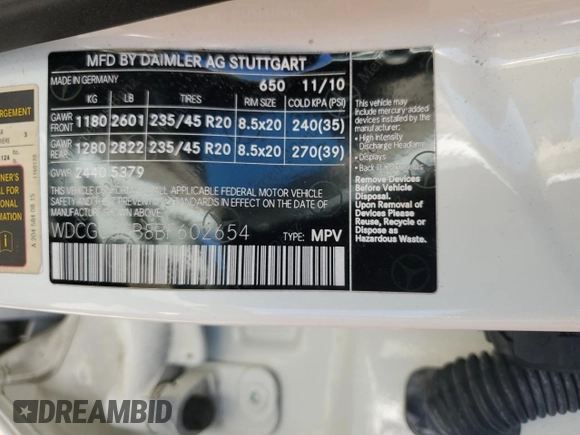 MFD BY DAIMLER AG STUTTGART
MADE IN GERMANY
650 11/10
KG LB TIRES RIM SIZE COLD KPA (PSI)
GAWR FRONT 1180 2601 235/45 R20 8.5x20 240(35)
GAWR REAR 1280 2822 235/45 R20 8.5x20 270(39)
GVWR 2440 5379
THIS VEHICLE CONFORMS TO ALL APPLICABLE FEDERAL MOTOR VEHICLE
SAFETY STANDARDS IN EFFECT ON THE DATE OF
MANUFACTURE
602654
TYPE: MPV
This vehicle may
include mercury-added
devices installed by the
manufacturer:
• High Intensity
Discharge Headlamps
• Displays
Remove Devices Before
Vehicle Disposal.
Upon Removal of
Devices Please Reuse,
Recycle or Dispose as
Hazardous Waste.
A 204 584 08 15
DREAMBID